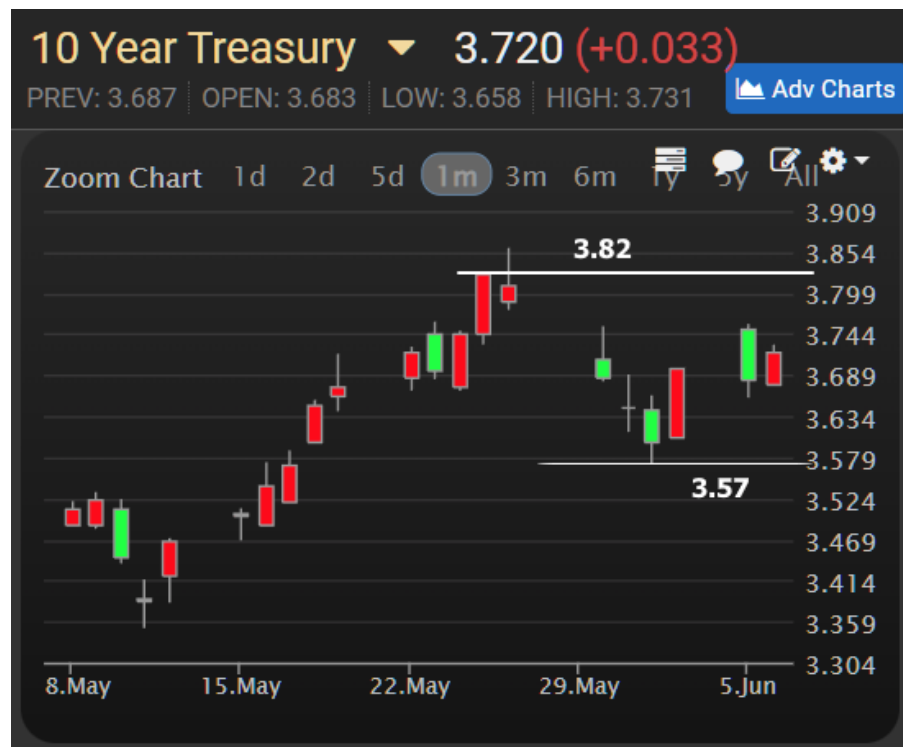 10 Year Treasury 3.720 (+0.033)
PREV: 3.687 OPEN: 3.683 LOW: 3.658 HIGH: 3.731
Adv Charts
Zoom Chart 1d 2d 5d 1m 3m 6m 1y 5y All
3.909
3.82
3.854
3.799
3.744
3.689
3.634
3.579
3.57
3.524
3.469
3.414
3.359
3.304
8.May 15.May 22.May 29.May 5.Jun